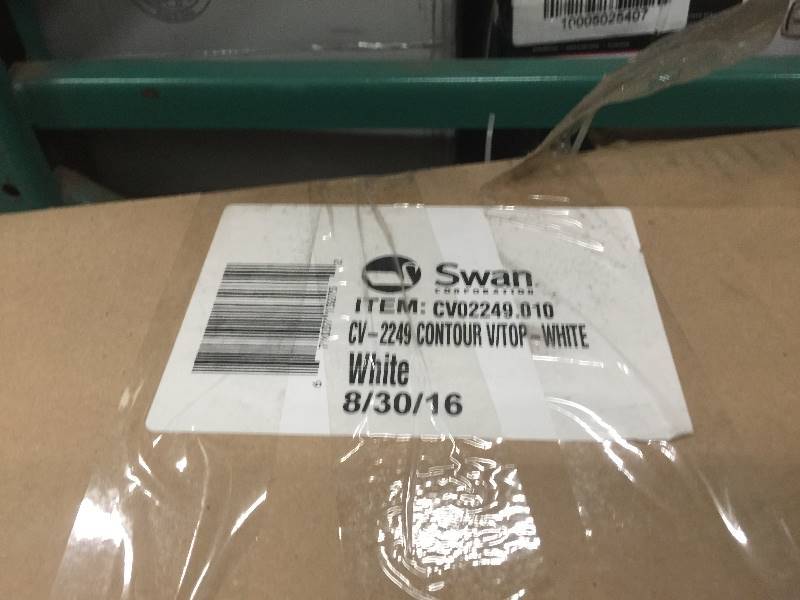 10005025407
Swan
CORPORATION
ITEM: CV02249.010
CV-2249 CONTOUR V/TOP - WHITE
White
8/30/16